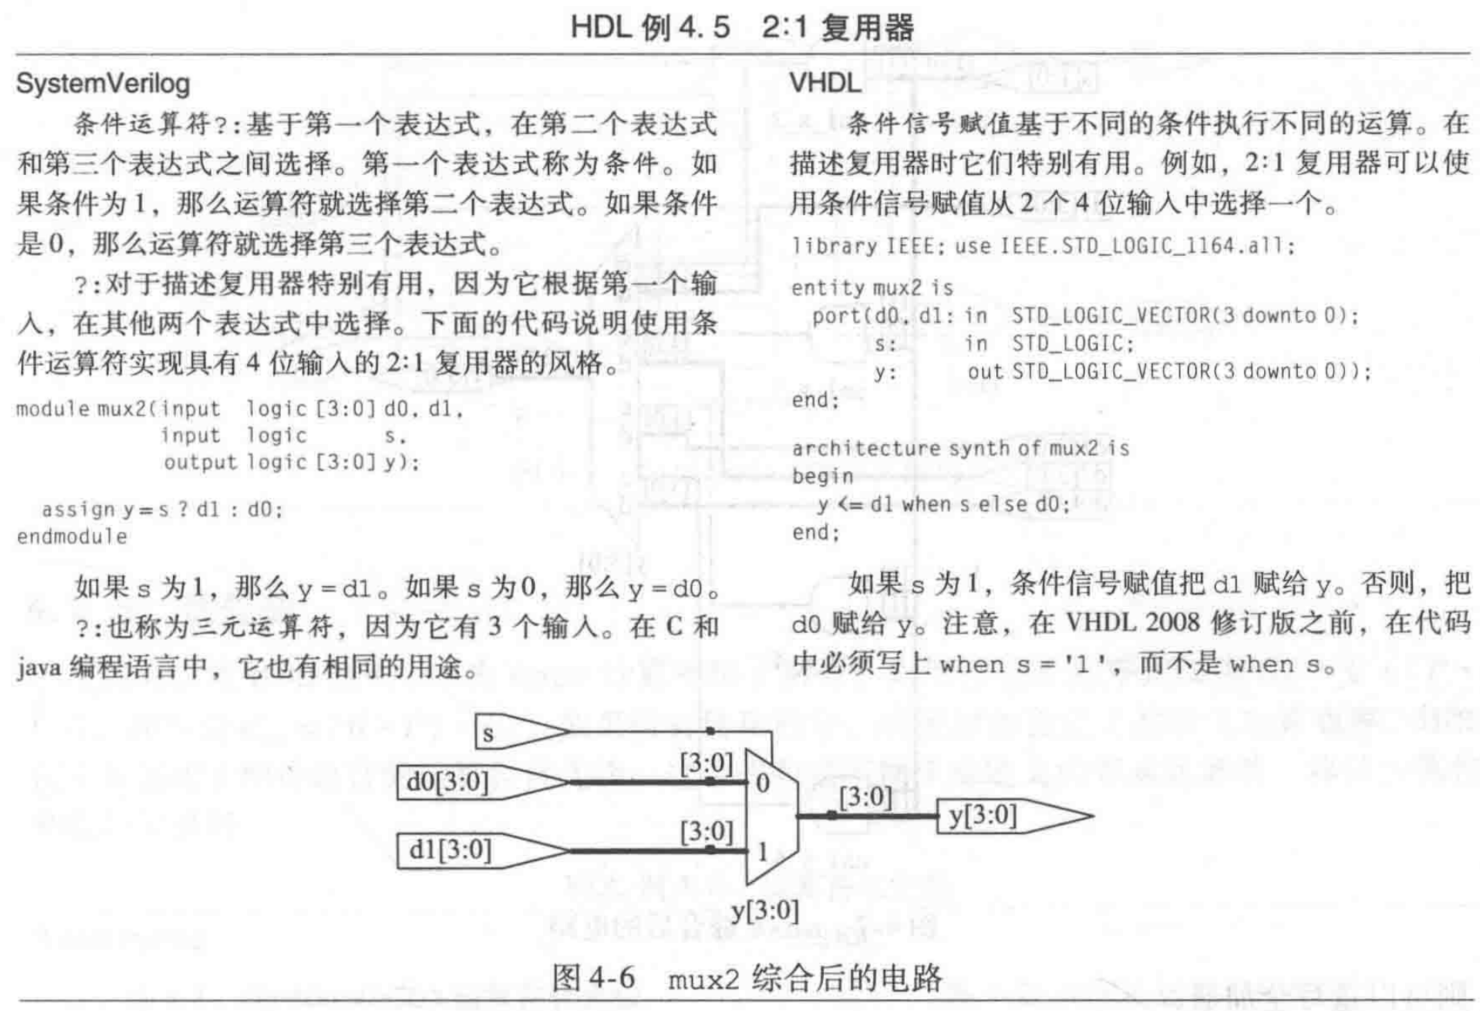 HDL 例 4.5 2:1 复用器
SystemVerilog
条件运算符?:基于第一个表达式，在第二个表达式
和第三个表达式之间选择。第一个表达式称为条件。如
果条件为1，那么运算符就选择第二个表达式。如果条件
是0，那么运算符就选择第三个表达式。
?:对于描述复用器特别有用，因为它根据第一个输
入，在其他两个表达式中选择。下面的代码说明使用条
件运算符实现具有 4 位输入的 2:1 复用器的风格。
module mux2(input logic [3:0] d0, d1,
input logic s,
output logic [3:0] y);
assign y = s ? d1 : d0;
endmodule
如果 s 为1，那么 y = d1。如果 s 为0，那么 y = d0。
?:也称为三元运算符，因为它有 3 个输入。在 C 和
java 编程语言中，它也有相同的用途。
VHDL
条件信号赋值基于不同的条件执行不同的运算。在
描述复用器时它们特别有用。例如，2:1 复用器可以使
用条件信号赋值从 2 个 4 位输入中选择一个。
library IEEE; use IEEE.STD_LOGIC_1164.all;
entity mux2 is
port(d0, d1: in STD_LOGIC_VECTOR(3 downto 0);
s: in STD_LOGIC;
y: out STD_LOGIC_VECTOR(3 downto 0));
end;
architecture synth of mux2 is
begin
y <= d1 when s else d0;
end;
如果 s 为 1，条件信号赋值把 d1 赋给 y。否则，把
d0 赋给 y。注意，在 VHDL 2008 修订版之前，在代码
中必须写上 when s = '1'，而不是 when s。
s
d0[3:0]
[3:0]
0
d1[3:0]
[3:0]
1
[3:0]
y[3:0]
y[3:0]
图 4-6 mux2 综合后的电路